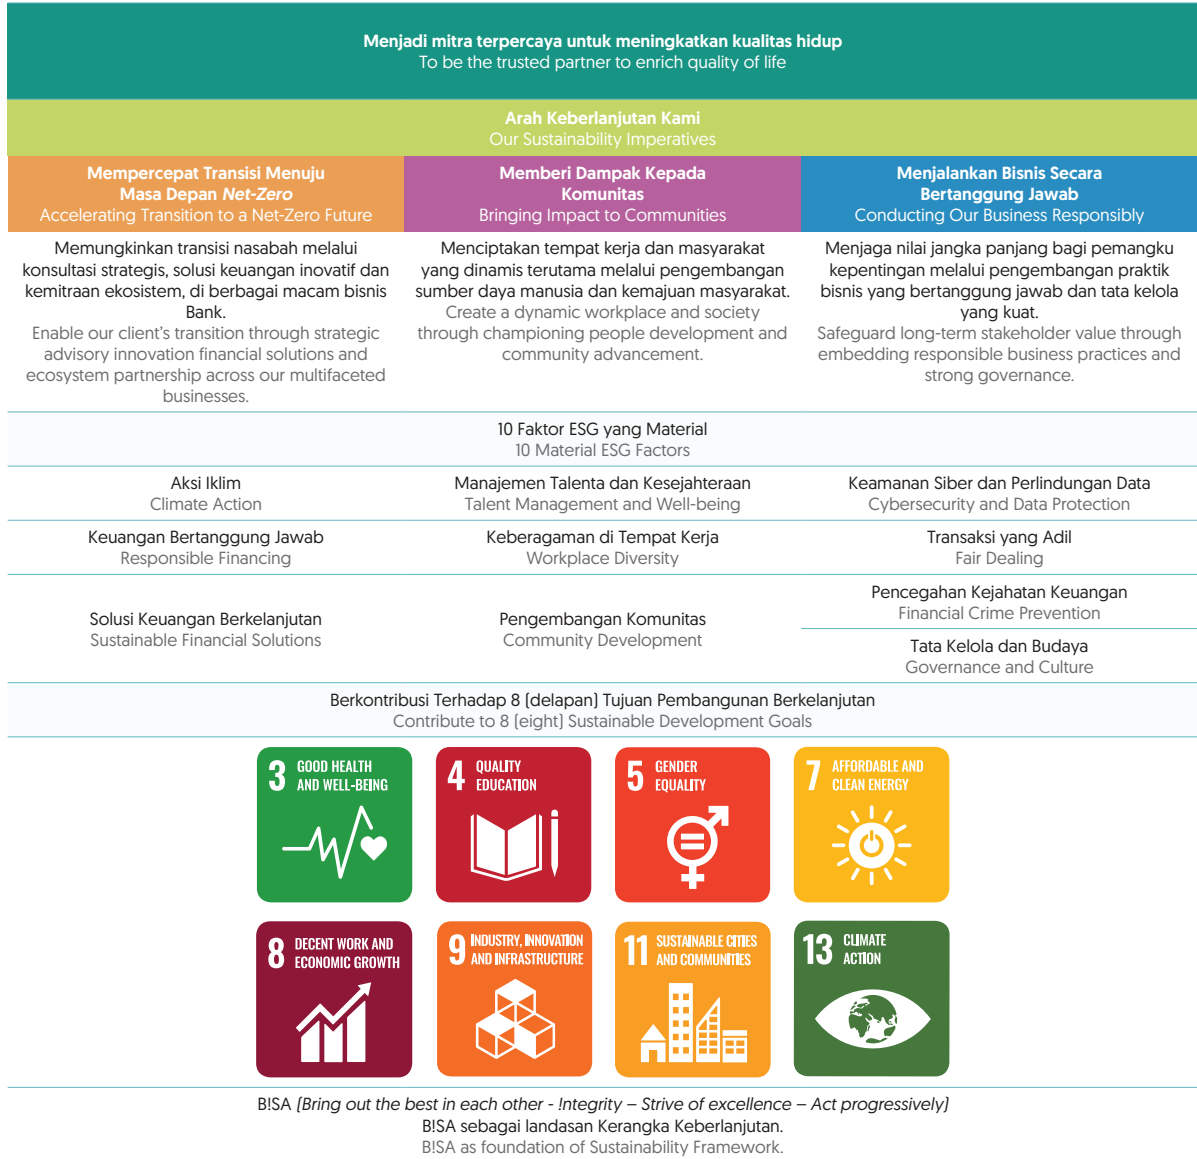 Menjadi mitra terpercaya untuk meningkatkan kualitas hidup
To be the trusted partner to enrich quality of life
Arah Keberlanjutan Kami
Our Sustainability Imperatives
Mempercepat Transisi Menuju
Masa Depan Net-Zero
Accelerating Transition to a Net-Zero Future
Memberi Dampak Kepada
Komunitas
Bringing Impact to Communities
Menjalankan Bisnis Secara
Bertanggung Jawab
Conducting Our Business Responsibly
Memungkinkan transisi nasabah melalui
konsultasi strategis, solusi keuangan inovatif dan
kemitraan ekosistem, di berbagai macam bisnis
Bank.
Enable our client's transition through strategic
advisory innovation financial solutions and
ecosystem partnership across our multifaceted
businesses.
Menciptakan tempat kerja dan masyarakat
yang dinamis terutama melalui pengembangan
sumber daya manusia dan kemajuan masyarakat.
Create a dynamic workplace and society
through championing people development and
community advancement.
Menjaga nilai jangka panjang bagi pemangku
kepentingan melalui pengembangan praktik
bisnis yang bertanggung jawab dan tata kelola
yang kuat.
Safeguard long-term stakeholder value through
embedding responsible business practices and
strong governance.
10 Faktor ESG yang Material
10 Material ESG Factors
Aksi Iklim
Climate Action
Manajemen Talenta dan Kesejahteraan
Talent Management and Well-being
Keamanan Siber dan Perlindungan Data
Cybersecurity and Data Protection
Keuangan Bertanggung Jawab
Responsible Financing
Keberagaman di Tempat Kerja
Workplace Diversity
Transaksi yang Adil
Fair Dealing
Solusi Keuangan Berkelanjutan
Sustainable Financial Solutions
Pengembangan Komunitas
Community Development
Pencegahan Kejahatan Keuangan
Financial Crime Prevention
Tata Kelola dan Budaya
Governance and Culture
Berkontribusi Terhadap 8 (delapan) Tujuan Pembangunan Berkelanjutan
Contribute to 8 (eight) Sustainable Development Goals
3 GOOD HEALTH
AND WELL-BEING
4 QUALITY
EDUCATION
5 GENDER
EQUALITY
7 AFFORDABLE AND
CLEAN ENERGY
8 DECENT WORK AND
ECONOMIC GROWTH
9 INDUSTRY, INNOVATION
AND INFRASTRUCTURE
11 SUSTAINABLE CITIES
AND COMMUNITIES
13 CLIMATE
ACTION
B!SA (Bring out the best in each other - !ntegrity – Strive of excellence – Act progressively)
B!SA sebagai landasan Kerangka Keberlanjutan.
B!SA as foundation of Sustainability Framework.